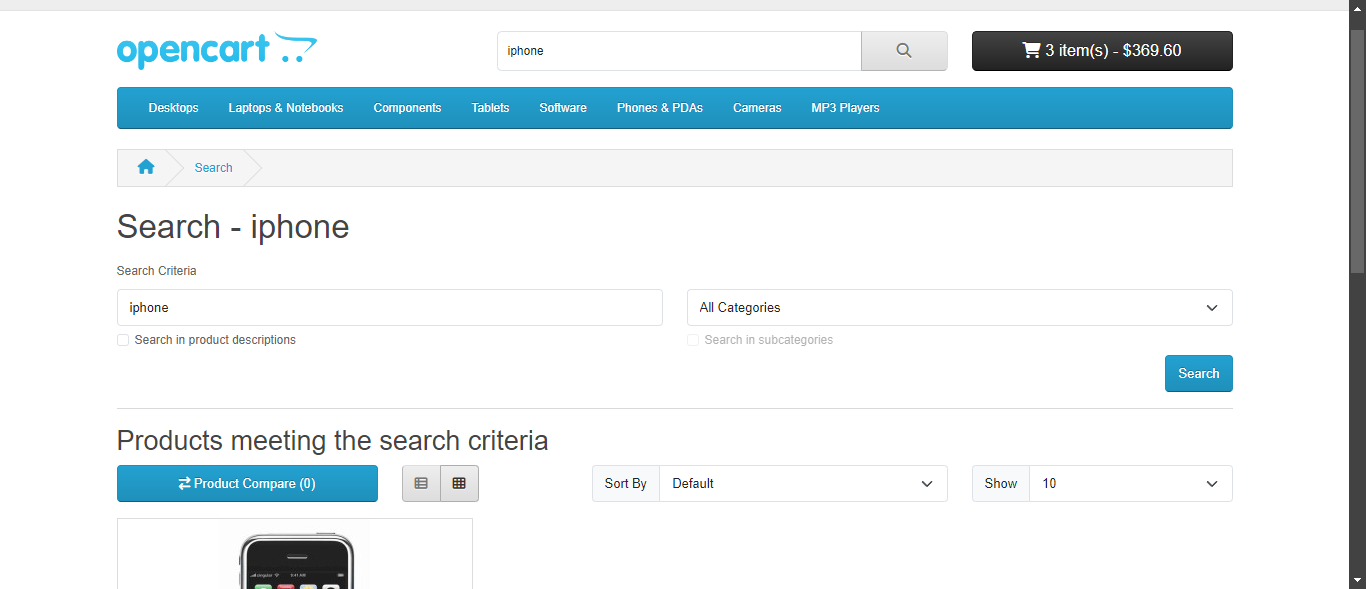 opencart
iphone
3 item(s) - $369.60
Desktops Laptops & Notebooks Components Tablets Software Phones & PDAs Cameras MP3 Players
Search
Search - iphone
Search Criteria
iphone
All Categories
Search in product descriptions
Search in subcategories
Search
Products meeting the search criteria
Product Compare (0)
Sort By Default
Show 10